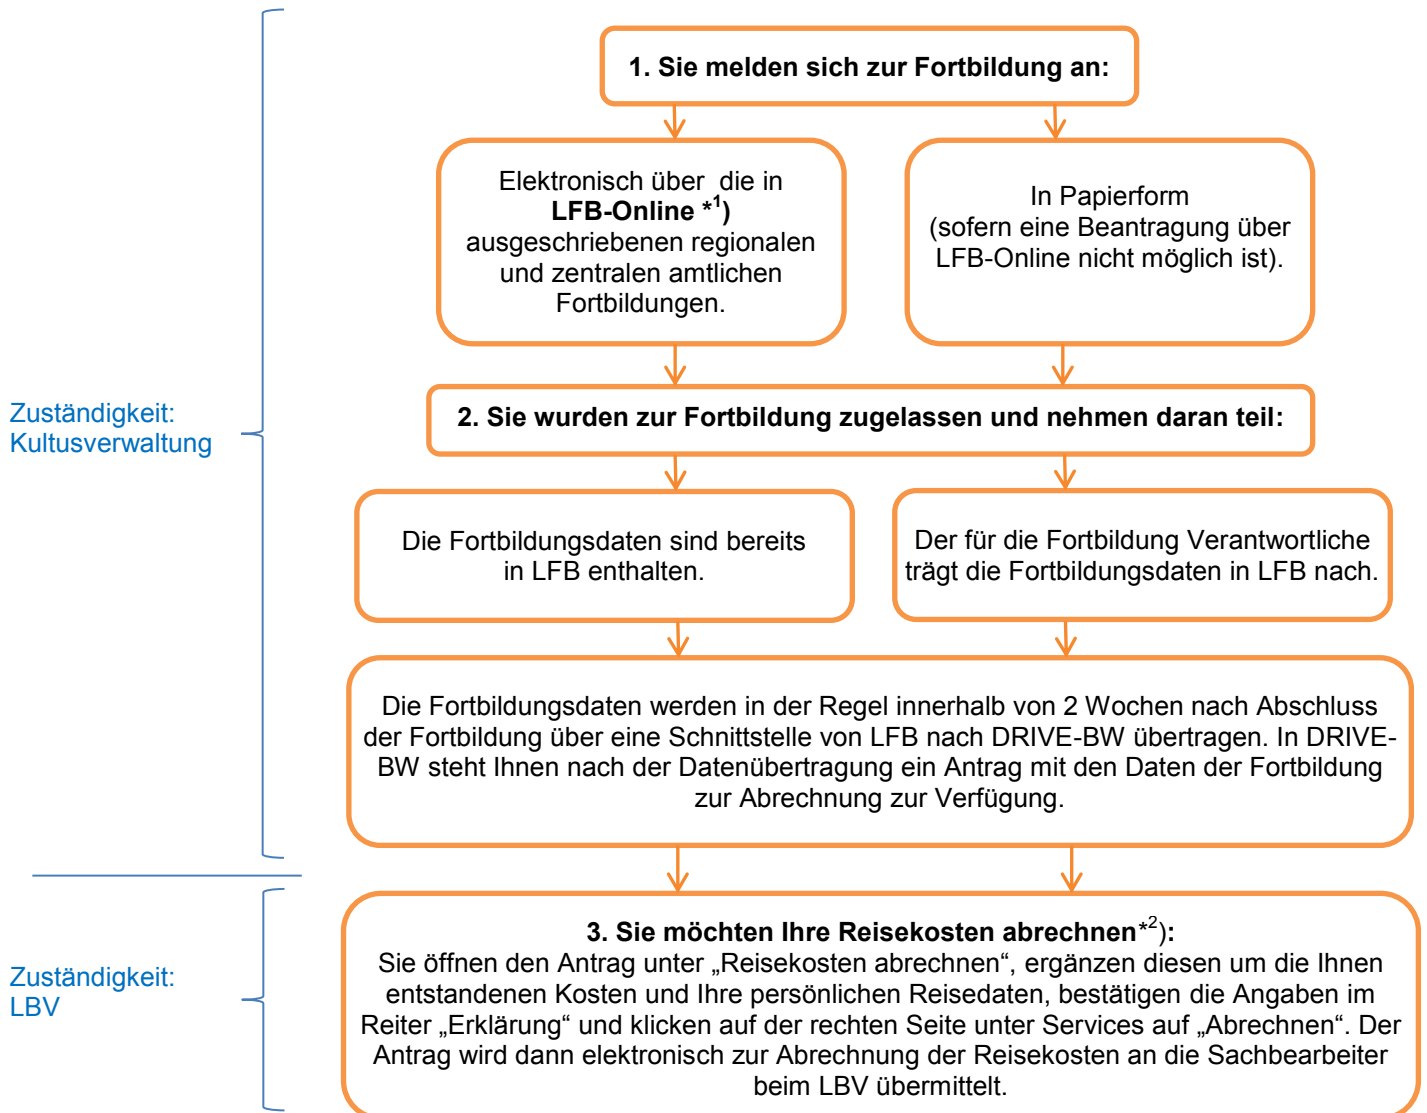 1. Sie melden sich zur Fortbildung an:
Elektronisch über die in
LFB-Online *1)
ausgeschriebenen regionalen
und zentralen amtlichen
Fortbildungen.
In Papierform
(sofern eine Beantragung über
LFB-Online nicht möglich ist).
Zuständigkeit:
Kultusverwaltung
2. Sie wurden zur Fortbildung zugelassen und nehmen daran teil:
Die Fortbildungsdaten sind bereits
in LFB enthalten.
Der für die Fortbildung Verantwortliche
trägt die Fortbildungsdaten in LFB nach.
Die Fortbildungsdaten werden in der Regel innerhalb von 2 Wochen nach Abschluss
der Fortbildung über eine Schnittstelle von LFB nach DRIVE-BW übertragen. In DRIVE-
BW steht Ihnen nach der Datenübertragung ein Antrag mit den Daten der Fortbildung
zur Abrechnung zur Verfügung.
Zuständigkeit:
LBV
3. Sie möchten Ihre Reisekosten abrechnen*2):
Sie öffnen den Antrag unter „Reisekosten abrechnen“, ergänzen diesen um die Ihnen
entstandenen Kosten und Ihre persönlichen Reisedaten, bestätigen die Angaben im
Reiter „Erklärung“ und klicken auf der rechten Seite unter Services auf „Abrechnen“. Der
Antrag wird dann elektronisch zur Abrechnung der Reisekosten an die Sachbearbeiter
beim LBV übermittelt.